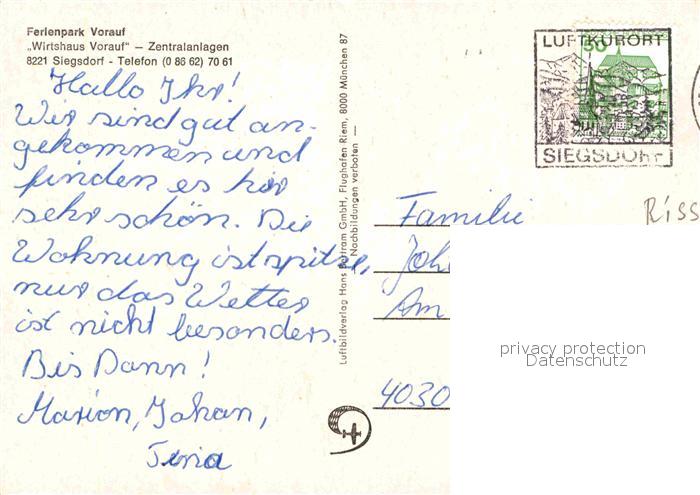 Ferienpark Vorauf
„Wirtshaus Vorauf" – Zentralanlagen
8221 Siegsdorf - Telefon (0 86 62) 70 61
Hallo Ihr!
Wir sind gut an-
gekommen und
finden es hier
sehr schön. Die
Wohnung ist spitze,
nur das Wetter
ist nicht besonders.
Bis Dann!
Marion, Johan,
Luftbildverlag Hans Bertram GmbH, Flughafen Riem, 8000 München 87
Nachbildungen verboten —
50
LUFTKURORT
SIEGSDORF
Riss
Familie
Joh
Am
4030
privacy protection
Datenschutz